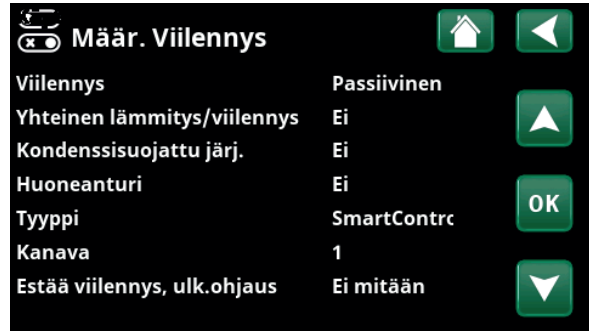 Määr. Viilennys
Viilennys Passiivinen
Yhteinen lämmitys/viilennys Ei
Kondenssisuojattu järj. Ei
Huoneanturi Ei
OK
Tyyppi SmartContrc
Kanava 1
Estää viilennys, ulk.ohjaus Ei mitään